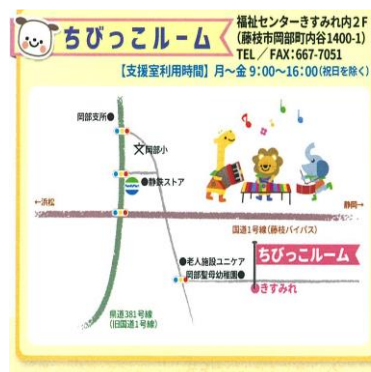 ちびっこルーム
福祉センターきすみれ内2F
(藤枝市岡部町内谷1400-1)
TEL/FAX:667-7051
【支援室利用時間】月〜金 9:00〜16:00(祝日を除く)
岡部支所●
岡部小
●静鉄ストア
←浜松
静岡→
国道1号線(藤枝バイパス)
ちびっこルーム
●老人施設ユニケア
岡部聖母幼稚園●
●きすみれ
県道381号線
(旧国道1号線)